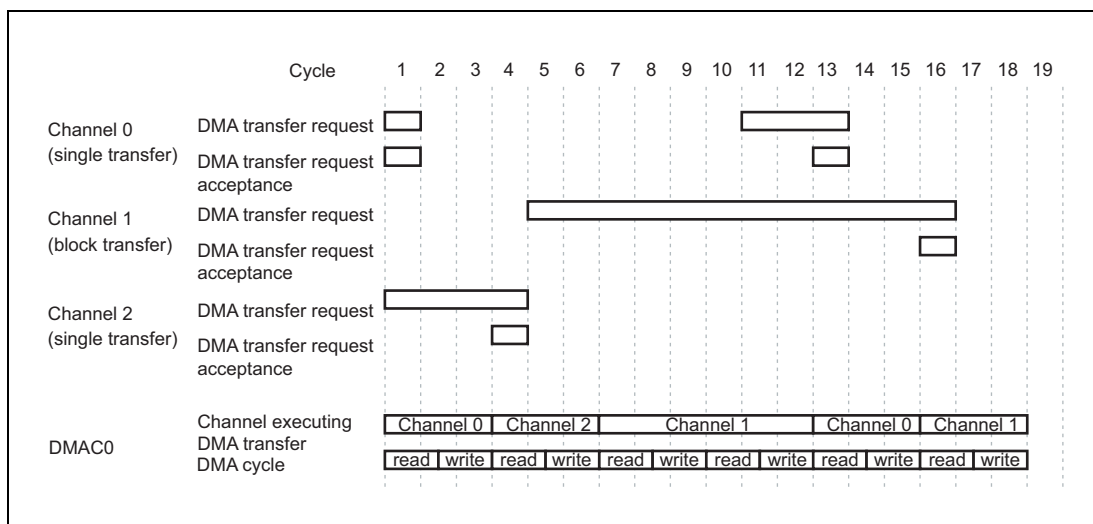 Cycle 1 2 3 4 5 6 7 8 9 10 11 12 13 14 15 16 17 18 19
Channel 0
(single transfer)
DMA transfer request
DMA transfer request
acceptance
Channel 1
(block transfer)
DMA transfer request
DMA transfer request
acceptance
Channel 2
(single transfer)
DMA transfer request
DMA transfer request
acceptance
DMAC0
Channel executing
DMA transfer
Channel 0 Channel 2 Channel 1 Channel 0 Channel 1
DMA cycle
read write read write read write read write read write read write